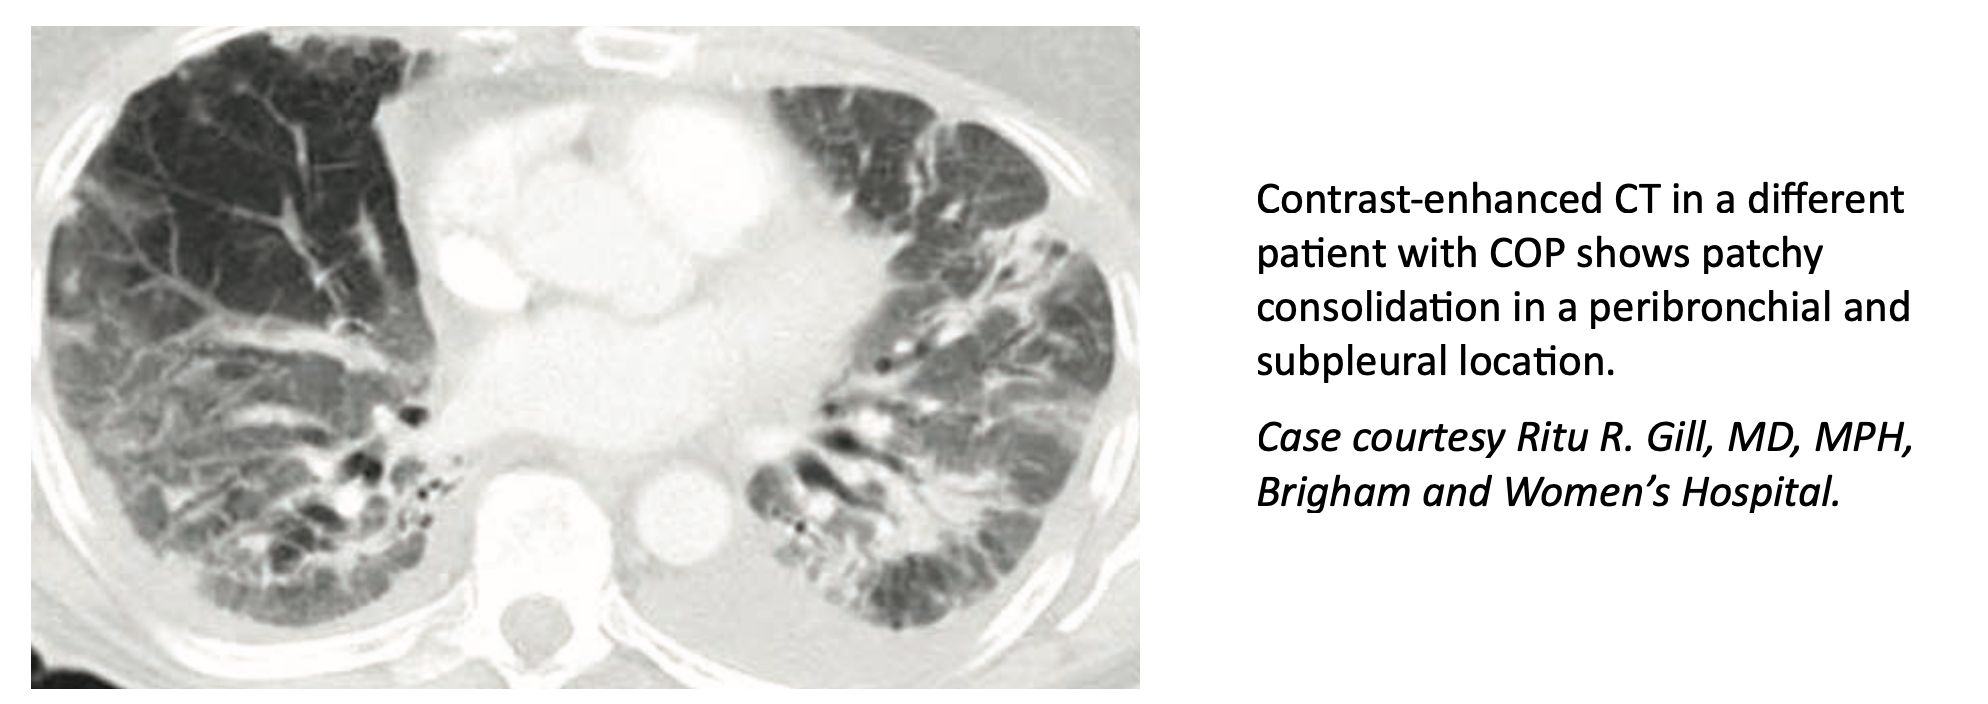 Contrast-enhanced CT in a different
patient with COP shows patchy
consolidation in a peribronchial and
subpleural location.
Case courtesy Ritu R. Gill, MD, MPH,
Brigham and Women’s Hospital.